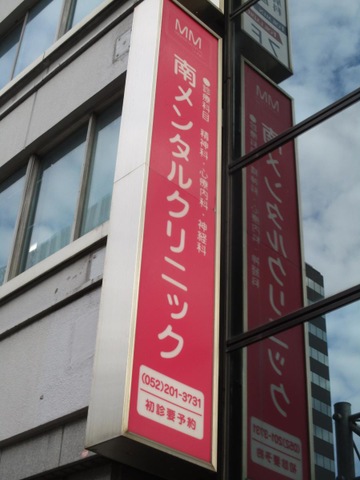 MM
南メンタルクリニック
●診療科目 精神科・心療内科・神経科
(052)201-3731
初診要予約
7F